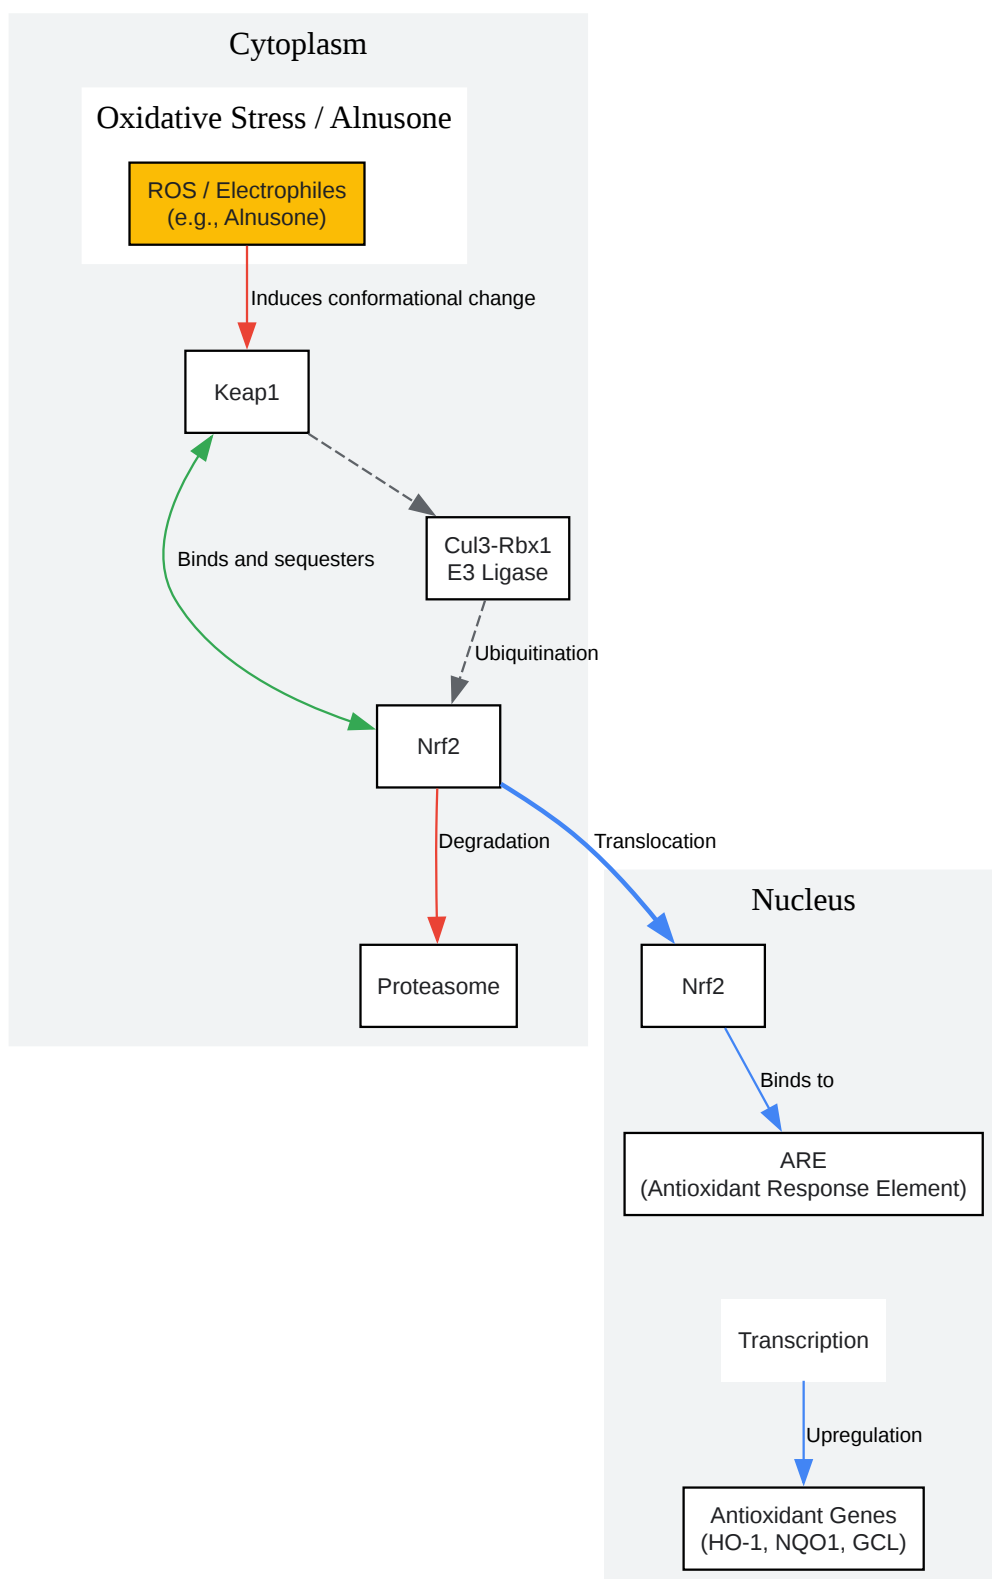 Cytoplasm
Oxidative Stress / Alnusone
ROS / Electrophiles
(e.g., Alnusone)
Induces conformational change
Keap1
Cul3-Rbx1
E3 Ligase
Binds and sequesters
Ubiquitination
Nrf2
Degradation
Translocation
Nucleus
Proteasome
Nrf2
Binds to
ARE
(Antioxidant Response Element)
Transcription
Upregulation
Antioxidant Genes
(HO-1, NQO1, GCL)